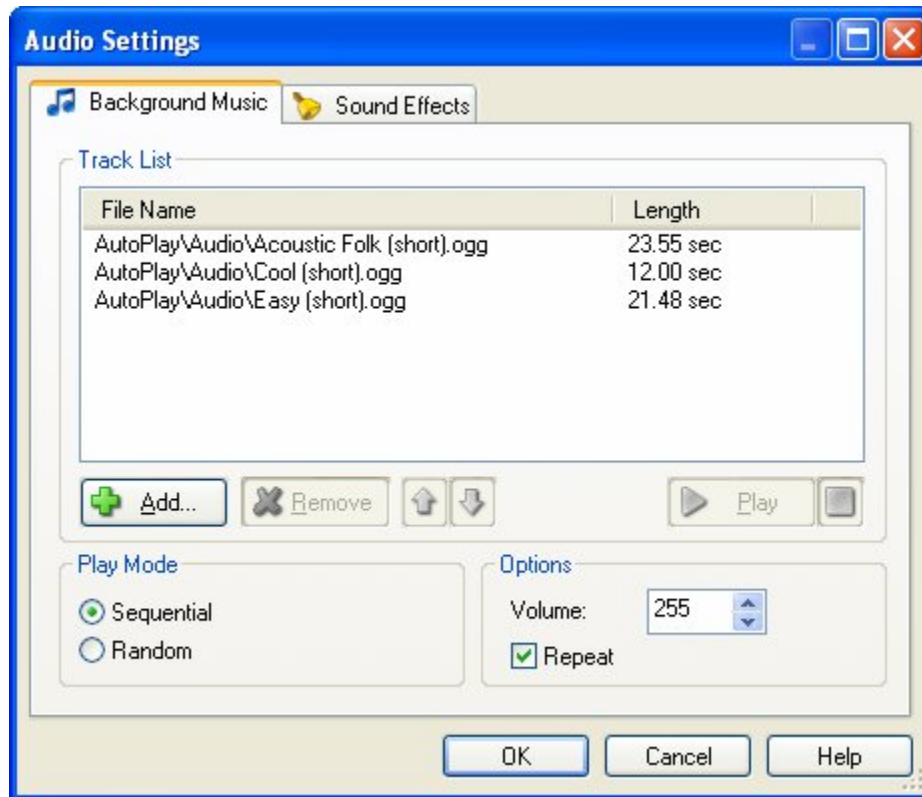 Audio Settings
Background Music Sound Effects
Track List
File Name Length
AutoPlay\Audio\Acoustic Folk (short).ogg 23.55 sec
AutoPlay\Audio\Cool (short).ogg 12.00 sec
AutoPlay\Audio\Easy (short).ogg 21.48 sec
Add... Remove Play
Play Mode Options
Sequential Volume: 255
Random Repeat
OK Cancel Help